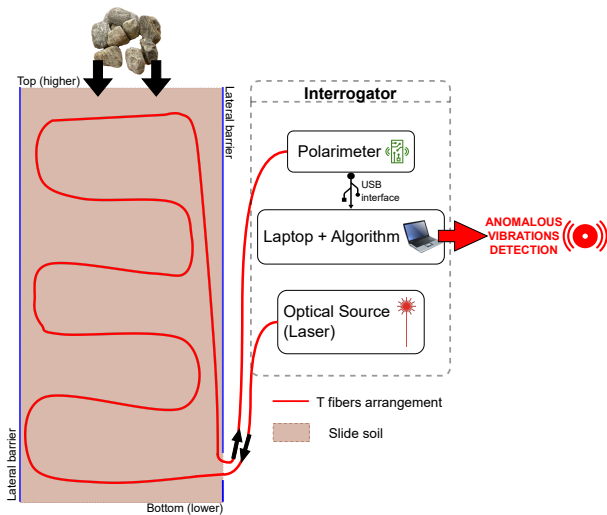 Top (higher)
Lateral barrier
Interrogator
Polarimeter
USB
interface
Laptop + Algorithm
ANOMALOUS
VIBRATIONS
DETECTION
Optical Source
(Laser)
T fibers arrangement
Slide soil
Lateral barrier
Bottom (lower)